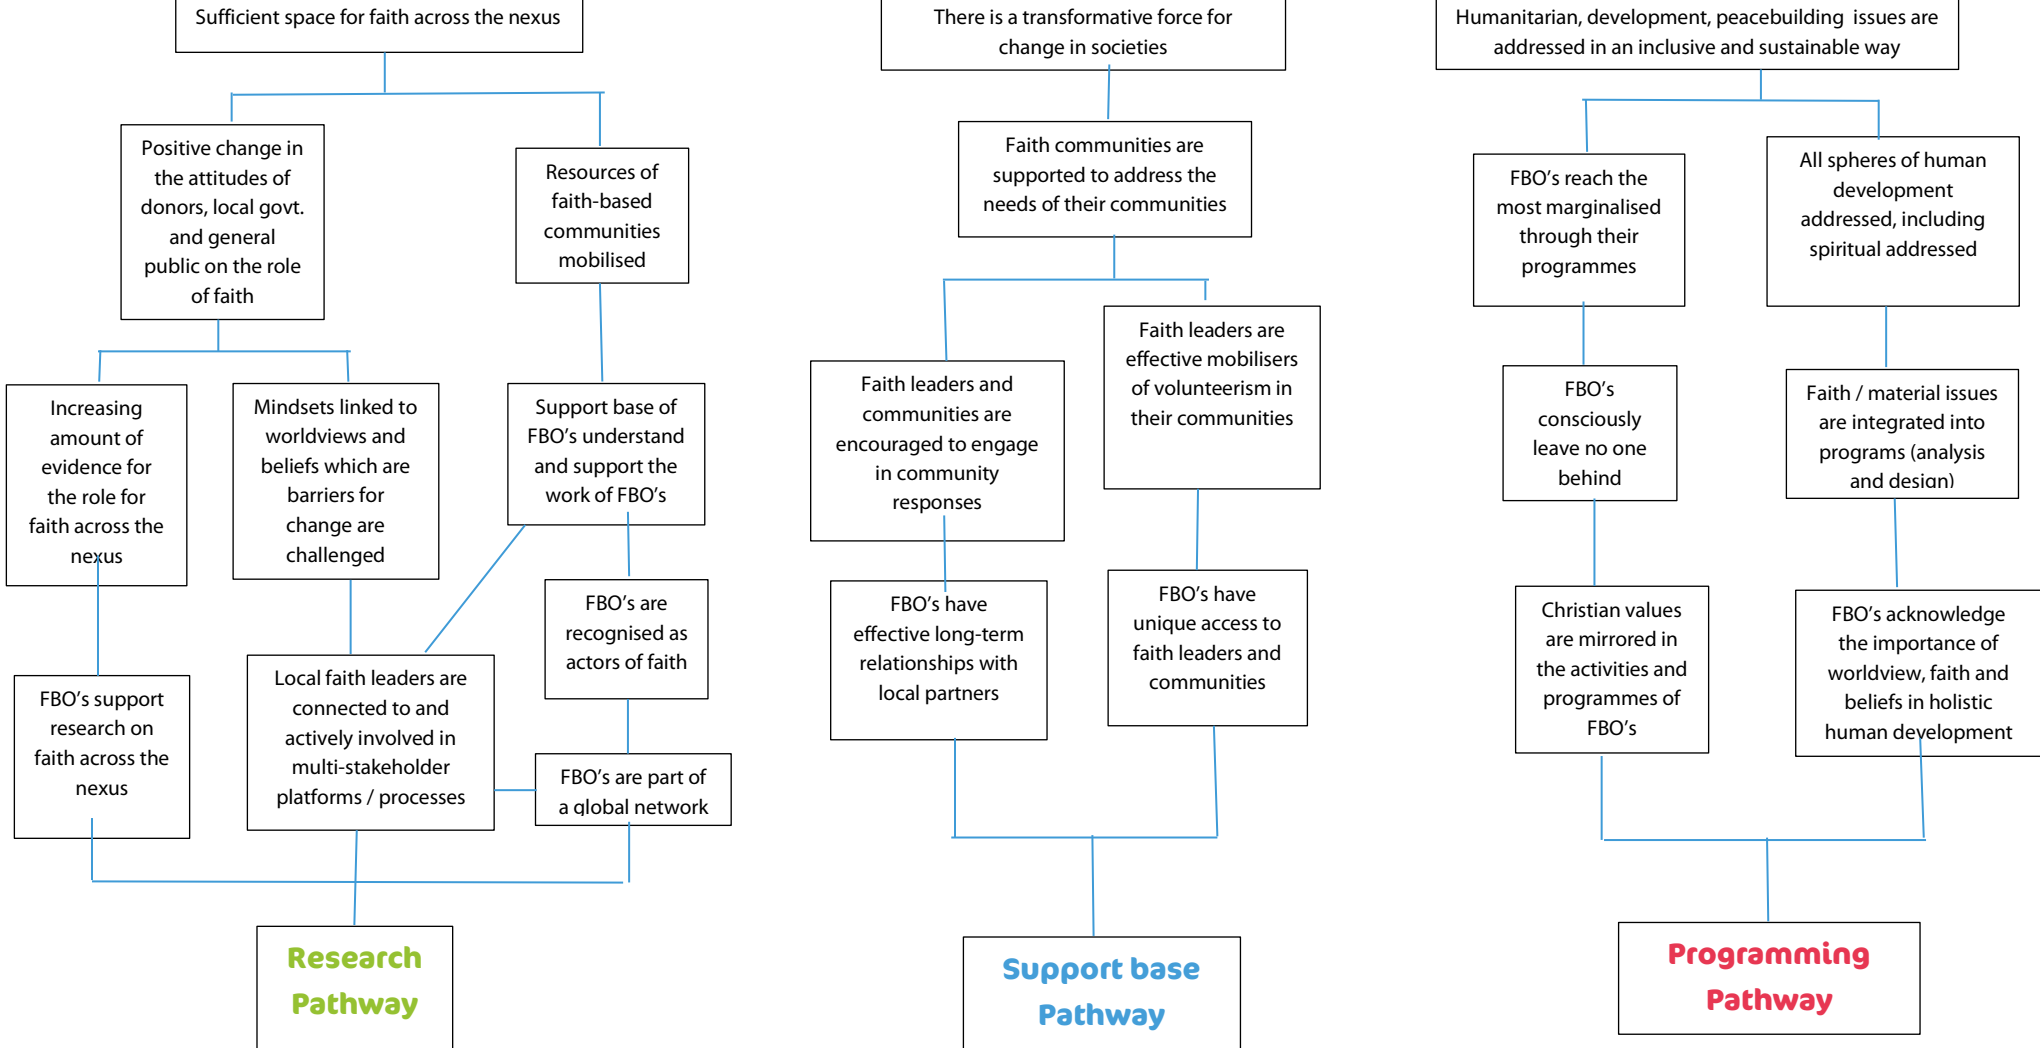 Sufficient space for faith across the nexus
Positive change in
the attitudes of
donors, local govt.
and general
public on the role
of faith
Resources of
faith-based
communities
mobilised
Increasing
amount of
evidence for
the role for
faith across the
nexus
Mindsets linked to
worldviews and
beliefs which are
barriers for
change are
challenged
Support base of
FBO's understand
and support the
work of FBO's
FBO's are
recognised as
actors of faith
FBO's support
research on
faith across the
nexus
Local faith leaders are
connected to and
actively involved in
multi-stakeholder
platforms / processes
FBO's are part of
a global network
Research
Pathway
There is a transformative force for
change in societies
Faith communities are
supported to address the
needs of their communities
Faith leaders and
communities are
encouraged to engage
in community
responses
Faith leaders are
effective mobilisers
of volunteerism in
their communities
FBO's have
effective long-term
relationships with
local partners
FBO's have
unique access to
faith leaders and
communities
Support base
Pathway
Humanitarian, development, peacebuilding issues are
addressed in an inclusive and sustainable way
FBO's reach the
most marginalised
through their
programmes
All spheres of human
development
addressed, including
spiritual addressed
FBO's
consciously
leave no one
behind
Faith / material issues
are integrated into
programs (analysis
and design)
Christian values
are mirrored in
the activities and
programmes of
FBO's
FBO's acknowledge
the importance of
worldview, faith and
beliefs in holistic
human development
Programming
Pathway